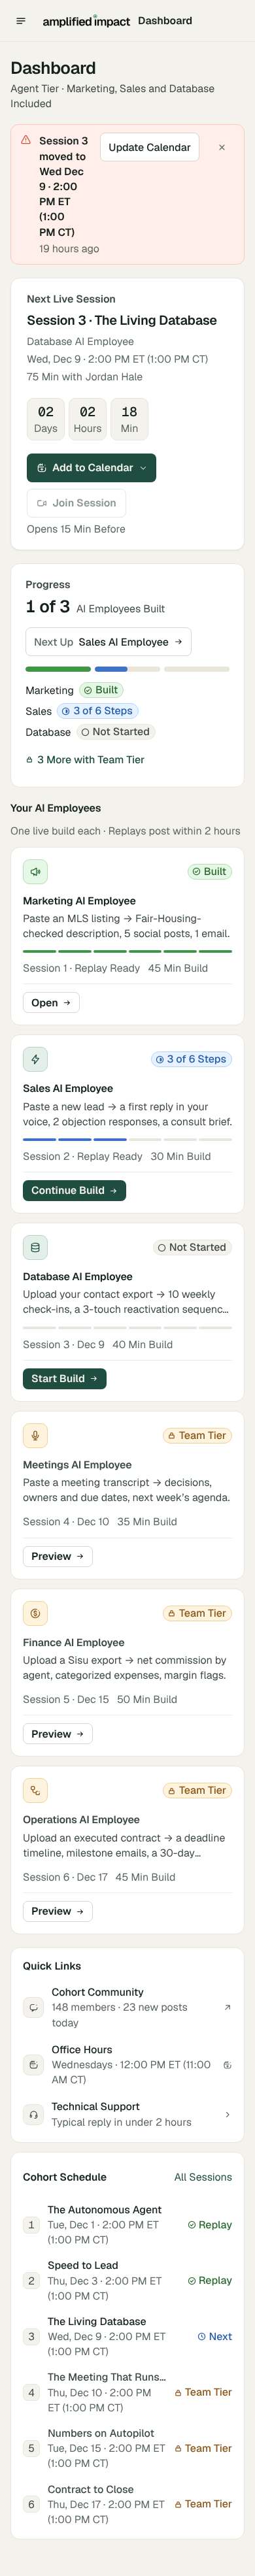 amplified impact Dashboard
Dashboard
Agent Tier · Marketing, Sales and Database
Included
Session 3
moved to
Wed Dec
9 · 2:00
PM ET
(1:00
PM CT)
19 hours ago
Update Calendar
Next Live Session
Session 3 · The Living Database
Database AI Employee
Wed, Dec 9 · 2:00 PM ET (1:00 PM CT)
75 Min with Jordan Hale
02 02 18
Days Hours Min
Add to Calendar
Join Session
Opens 15 Min Before
Progress
1 of 3 AI Employees Built
Next Up Sales AI Employee →
Marketing Built
Sales 3 of 6 Steps
Database Not Started
3 More with Team Tier
Your AI Employees
One live build each · Replays post within 2 hours
Built
Marketing AI Employee
Paste an MLS listing → Fair-Housing-
checked description, 5 social posts, 1 email.
Session 1 · Replay Ready 45 Min Build
Open →
3 of 6 Steps
Sales AI Employee
Paste a new lead → a first reply in your
voice, 2 objection responses, a consult brief.
Session 2 · Replay Ready 30 Min Build
Continue Build →
Not Started
Database AI Employee
Upload your contact export → 10 weekly
check-ins, a 3-touch reactivation sequenc...
Session 3 · Dec 9 40 Min Build
Start Build →
Team Tier
Meetings AI Employee
Paste a meeting transcript → decisions,
owners and due dates, next week's agenda.
Session 4 · Dec 10 35 Min Build
Preview →
Team Tier
Finance AI Employee
Upload a Sisu export → net commission by
agent, categorized expenses, margin flags.
Session 5 · Dec 15 50 Min Build
Preview →
Team Tier
Operations AI Employee
Upload an executed contract → a deadline
timeline, milestone emails, a 30-day...
Session 6 · Dec 17 45 Min Build
Preview →
Quick Links
Cohort Community
148 members · 23 new posts
today
Office Hours
Wednesdays · 12:00 PM ET (11:00
AM CT)
Technical Support
Typical reply in under 2 hours
Cohort Schedule All Sessions
The Autonomous Agent
1 Tue, Dec 1 · 2:00 PM ET Replay
(1:00 PM CT)
Speed to Lead
2 Thu, Dec 3 · 2:00 PM ET Replay
(1:00 PM CT)
The Living Database
3 Wed, Dec 9 · 2:00 PM ET Next
(1:00 PM CT)
The Meeting That Runs...
4 Thu, Dec 10 · 2:00 PM Team Tier
ET (1:00 PM CT)
Numbers on Autopilot
5 Tue, Dec 15 · 2:00 PM ET Team Tier
(1:00 PM CT)
Contract to Close
6 Thu, Dec 17 · 2:00 PM ET Team Tier
(1:00 PM CT)